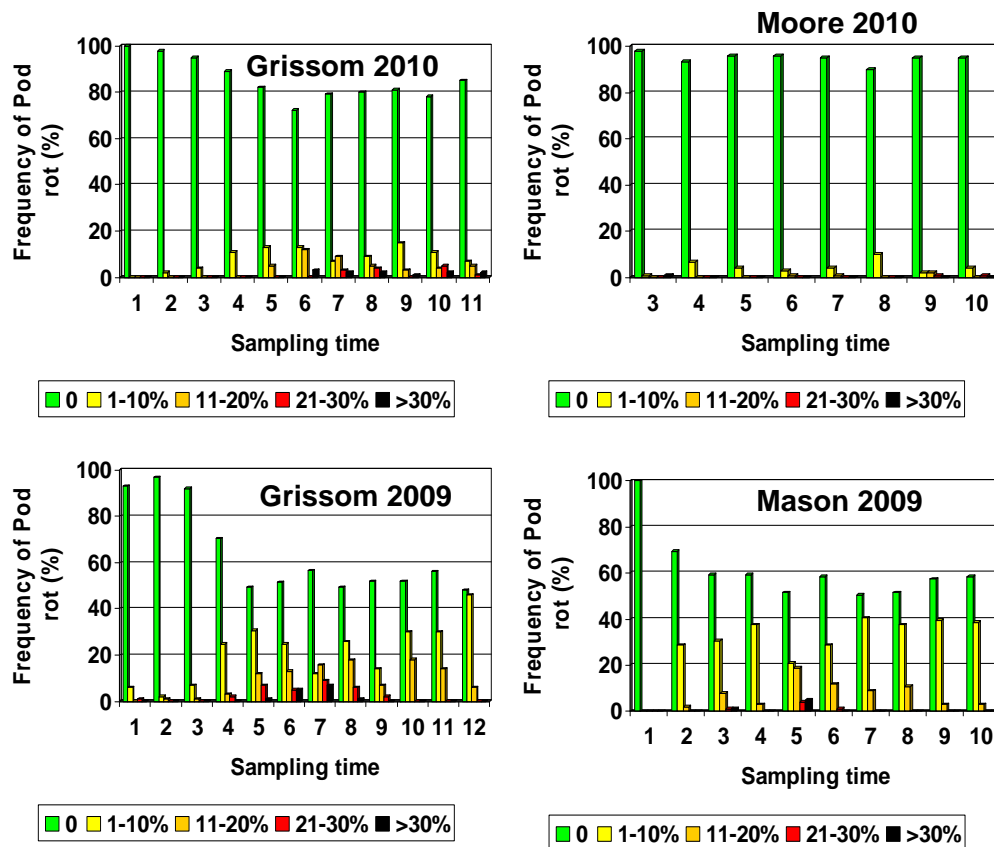 Grissom 2010
Frequency of Pod
rot (%)
100
80
60
40
20
0
1 2 3 4 5 6 7 8 9 10 11
Sampling time
0 1-10% 11-20% 21-30% >30%
Moore 2010
Frequency of Pod
rot (%)
100
80
60
40
20
0
3 4 5 6 7 8 9 10
Sampling time
0 1-10% 11-20% 21-30% >30%
Grissom 2009
Frequency of Pod
rot (%)
100
80
60
40
20
0
1 2 3 4 5 6 7 8 9 10 11 12
Sampling time
0 1-10% 11-20% 21-30% >30%
Mason 2009
Frequency of Pod
rot (%)
100
80
60
40
20
0
1 2 3 4 5 6 7 8 9 10
Sampling time
0 1-10% 11-20% 21-30% >30%